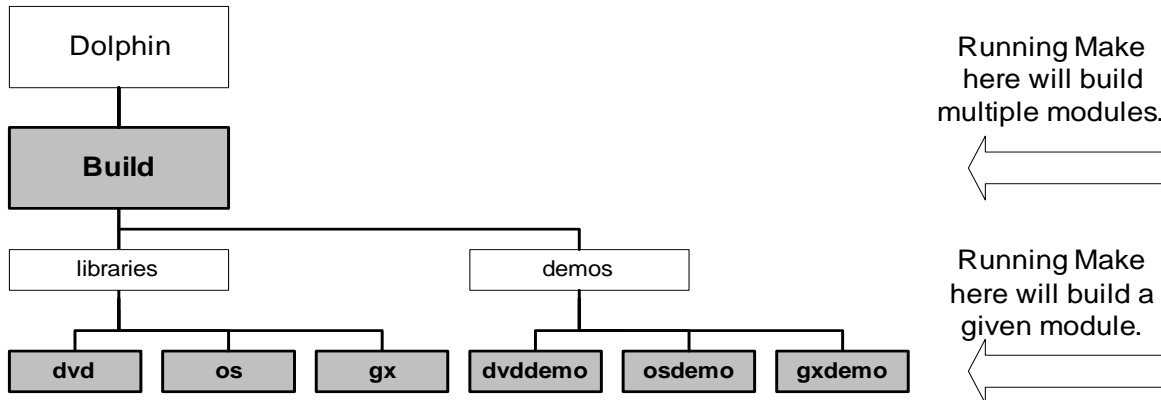 Dolphin
Running Make
here will build
multiple modules.
Build
libraries
demos
Running Make
here will build a
given module.
dvd
os
gx
dvddemo
osdemo
gxdemo